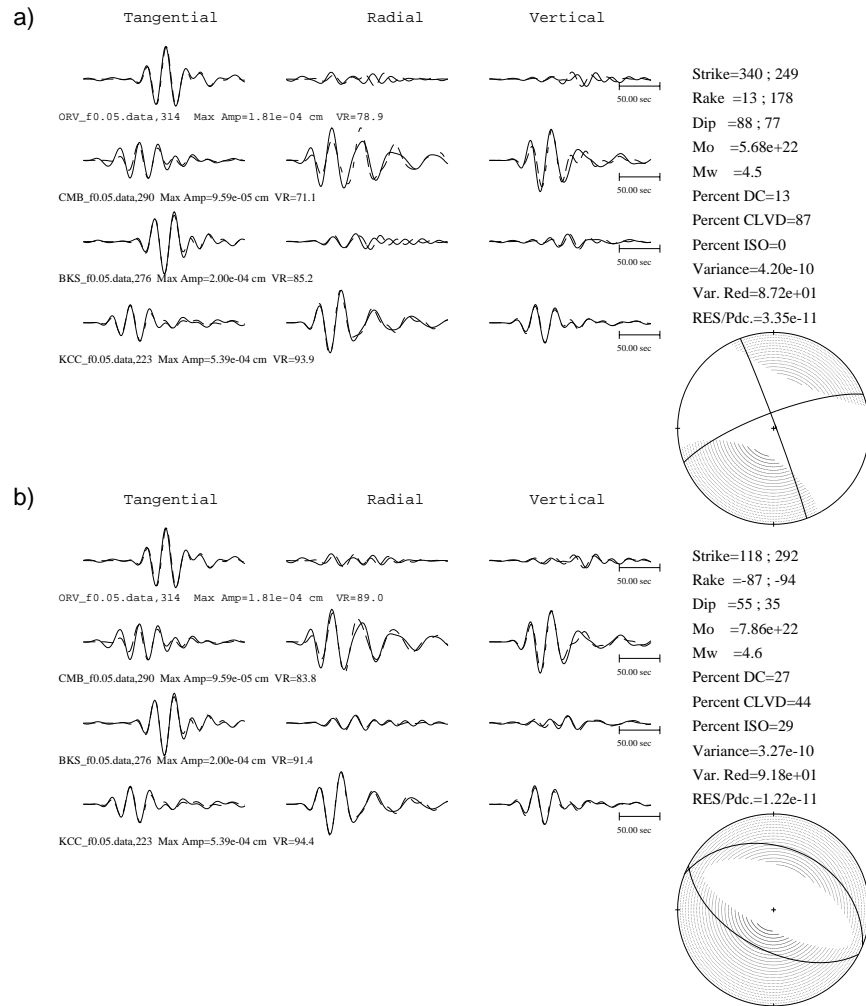 a)
Tangential Radial Vertical
50.00 sec
ORV_f0.05.data,314 Max Amp=1.81e-04 cm VR=78.9
50.00 sec
CMB_f0.05.data,290 Max Amp=9.59e-05 cm VR=71.1
50.00 sec
BKS_f0.05.data,276 Max Amp=2.00e-04 cm VR=85.2
50.00 sec
KCC_f0.05.data,223 Max Amp=5.39e-04 cm VR=93.9
Strike=340 ; 249
Rake =13 ; 178
Dip =88 ; 77
Mo =5.68e+22
Mw =4.5
Percent DC=13
Percent CLVD=87
Percent ISO=0
Variance=4.20e-10
Var. Red=8.72e+01
RES/Pdc.=3.35e-11
b)
Tangential Radial Vertical
50.00 sec
ORV_f0.05.data,314 Max Amp=1.81e-04 cm VR=89.0
50.00 sec
CMB_f0.05.data,290 Max Amp=9.59e-05 cm VR=83.8
50.00 sec
BKS_f0.05.data,276 Max Amp=2.00e-04 cm VR=91.4
50.00 sec
KCC_f0.05.data,223 Max Amp=5.39e-04 cm VR=94.4
Strike=118 ; 292
Rake =-87 ; -94
Dip =55 ; 35
Mo =7.86e+22
Mw =4.6
Percent DC=27
Percent CLVD=44
Percent ISO=29
Variance=3.27e-10
Var. Red=9.18e+01
RES/Pdc.=1.22e-11